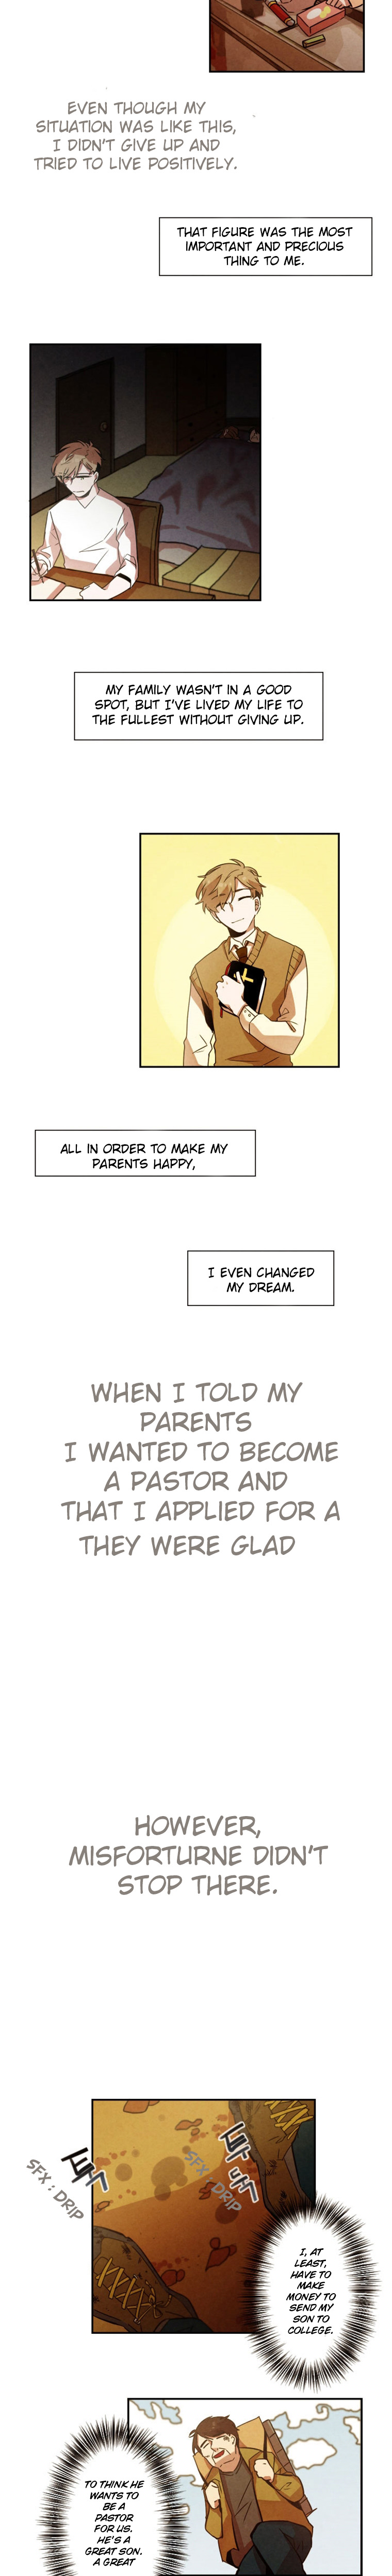 EVEN THOUGH MY
SITUATION WAS LIKE THIS,
I DIDN'T GIVE UP AND
TRIED TO LIVE POSITIVELY.
THAT FIGURE WAS THE MOST
IMPORTANT AND PRECIOUS
THING TO ME.
MY FAMILY WASN'T IN A GOOD
SPOT, BUT I'VE LIVED MY LIFE TO
THE FULLEST WITHOUT GIVING UP.
ALL IN ORDER TO MAKE MY
PARENTS HAPPY,
I EVEN CHANGED
MY DREAM.
WHEN I TOLD MY
PARENTS
I WANTED TO BECOME
A PASTOR AND
THAT I APPLIED FOR A
THEY WERE GLAD
HOWEVER,
MISFORTURNE DIDN'T
STOP THERE.
투둑
SFX : DRIP
투둑
SFX : DRIP
I, AT
LEAST,
HAVE TO
MAKE
MONEY TO
SEND MY
SON TO
COLLEGE.
TO THINK HE
WANTS TO
BE A
PASTOR
FOR US.
HE'S A
GREAT SON.
A GREAT